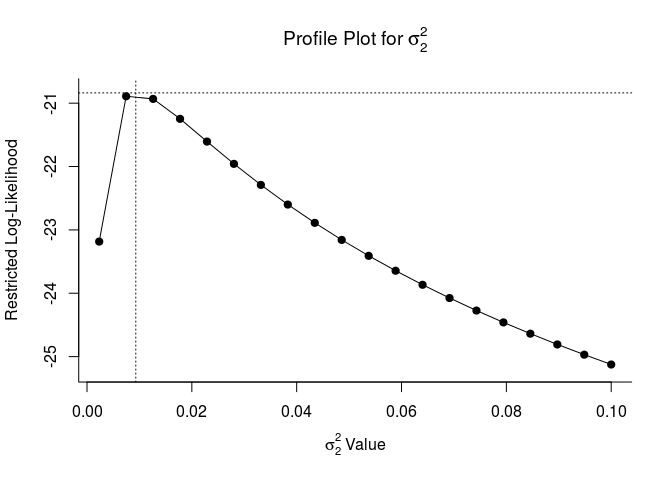 Profile Plot for σ₂²
Restricted Log-Likelihood
-21
-22
-23
-24
-25
0.00 0.02 0.04 0.06 0.08 0.10
σ₂² Value